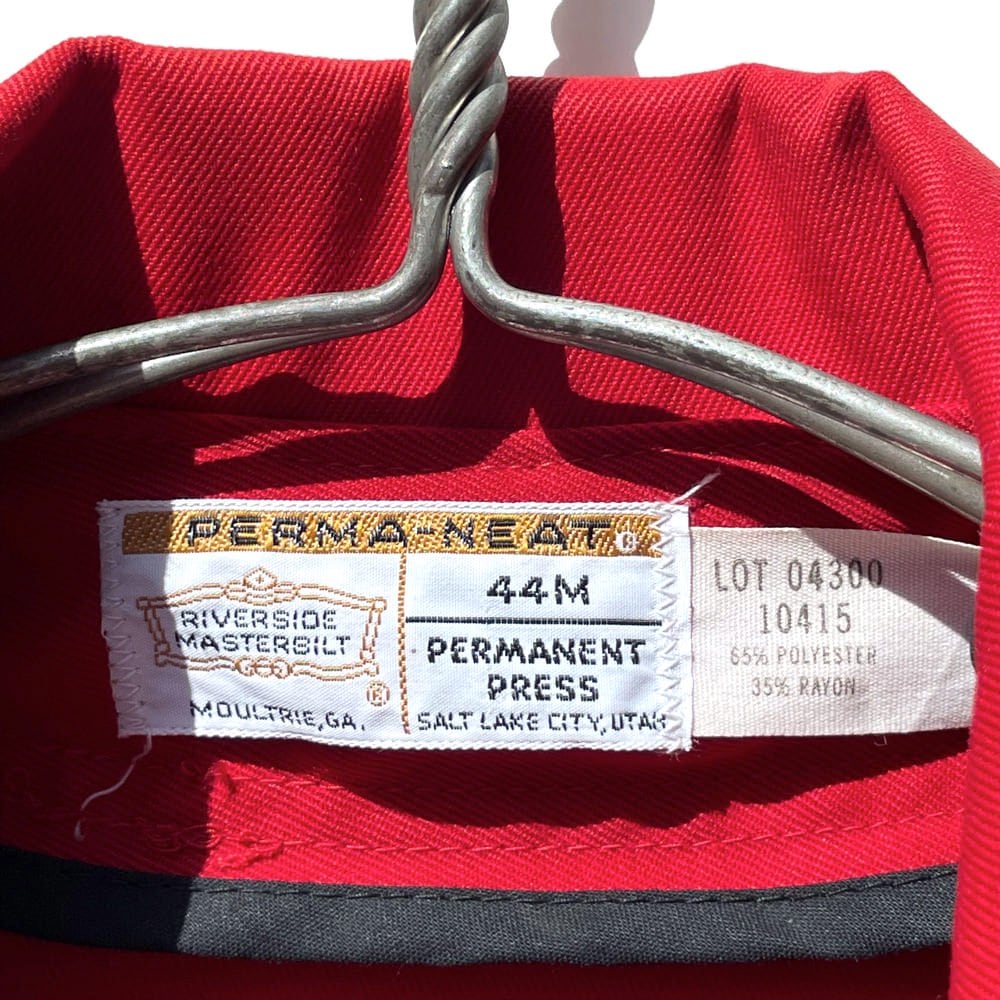 PERMA-NEAT®
RIVERSIDE
MASTERBILT
®
MOULTRIE, GA.
44M
PERMANENT
PRESS
SALT LAKE CITY, UTAH
LOT 04300
10415
65% POLYESTER
35% RAYON